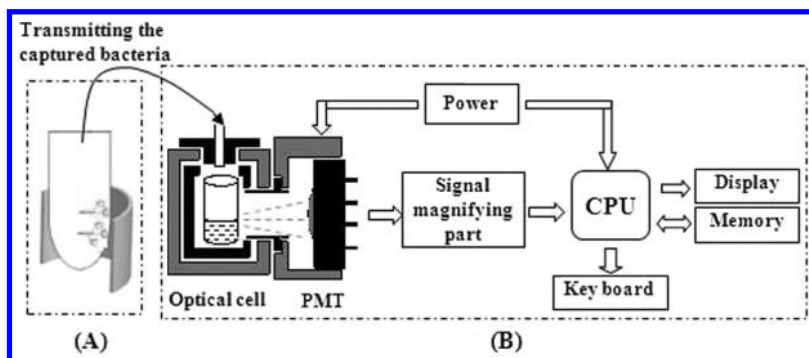 Transmitting the
captured bacteria
Power
Signal
magnifying
part
CPU
Display
Memory
Key board
Optical cell
PMT
(A)
(B)